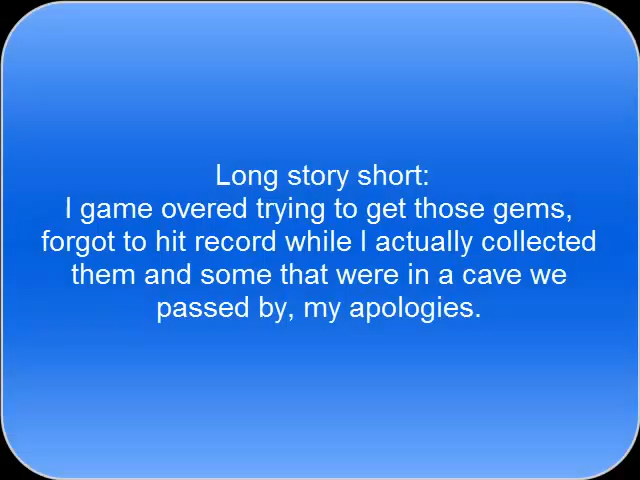 Long story short:
I game overed trying to get those gems,
forgot to hit record while I actually collected
them and some that were in a cave we
passed by, my apologies.